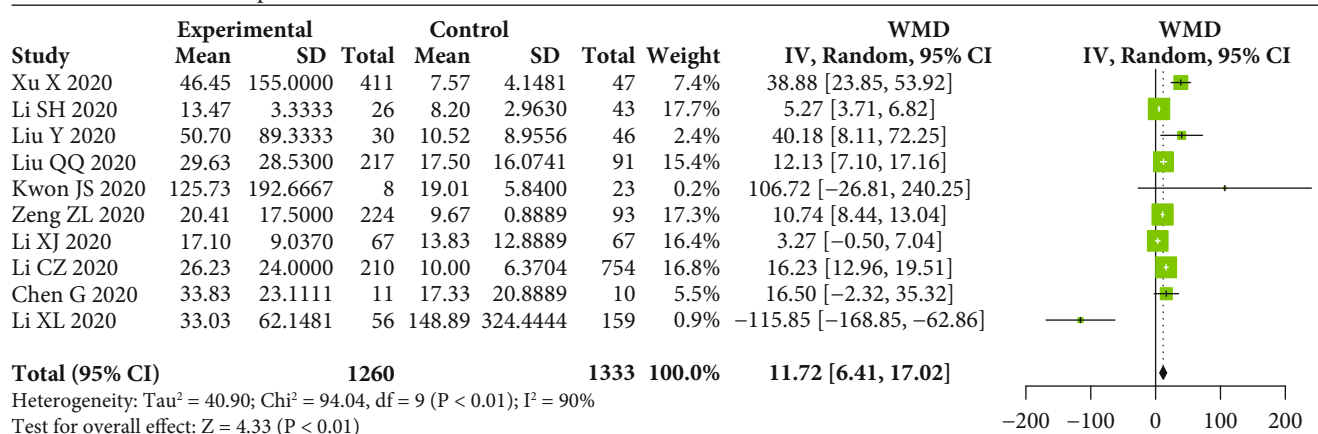 Experimental Control WMD WMD
Study Mean SD Total Mean SD Total Weight IV, Random, 95% CI IV, Random, 95% CI
Xu X 2020 46.45 155.0000 411 7.57 4.1481 47 7.4% 38.88 [23.85, 53.92]
Li SH 2020 13.47 3.3333 26 8.20 2.9630 43 17.7% 5.27 [3.71, 6.82]
Liu Y 2020 50.70 89.3333 30 10.52 8.9556 46 2.4% 40.18 [8.11, 72.25]
Liu QQ 2020 29.63 28.5300 217 17.50 16.0741 91 15.4% 12.13 [7.10, 17.16]
Kwon JS 2020 125.73 192.6667 8 19.01 5.8400 23 0.2% 106.72 [−26.81, 240.25]
Zeng ZL 2020 20.41 17.5000 224 9.67 0.8889 93 17.3% 10.74 [8.44, 13.04]
Li XJ 2020 17.10 9.0370 67 13.83 12.8889 67 16.4% 3.27 [−0.50, 7.04]
Li CZ 2020 26.23 24.0000 210 10.00 6.3704 754 16.8% 16.23 [12.96, 19.51]
Chen G 2020 33.83 23.1111 11 17.33 20.8889 10 5.5% 16.50 [−2.32, 35.32]
Li XL 2020 33.03 62.1481 56 148.89 324.4444 159 0.9% −115.85 [−168.85, −62.86]
Total (95% CI) 1260 1333 100.0% 11.72 [6.41, 17.02]
Heterogeneity: Tau² = 40.90; Chi² = 94.04, df = 9 (P < 0.01); I² = 90%
Test for overall effect: Z = 4.33 (P < 0.01)
−200 −100 0 100 200